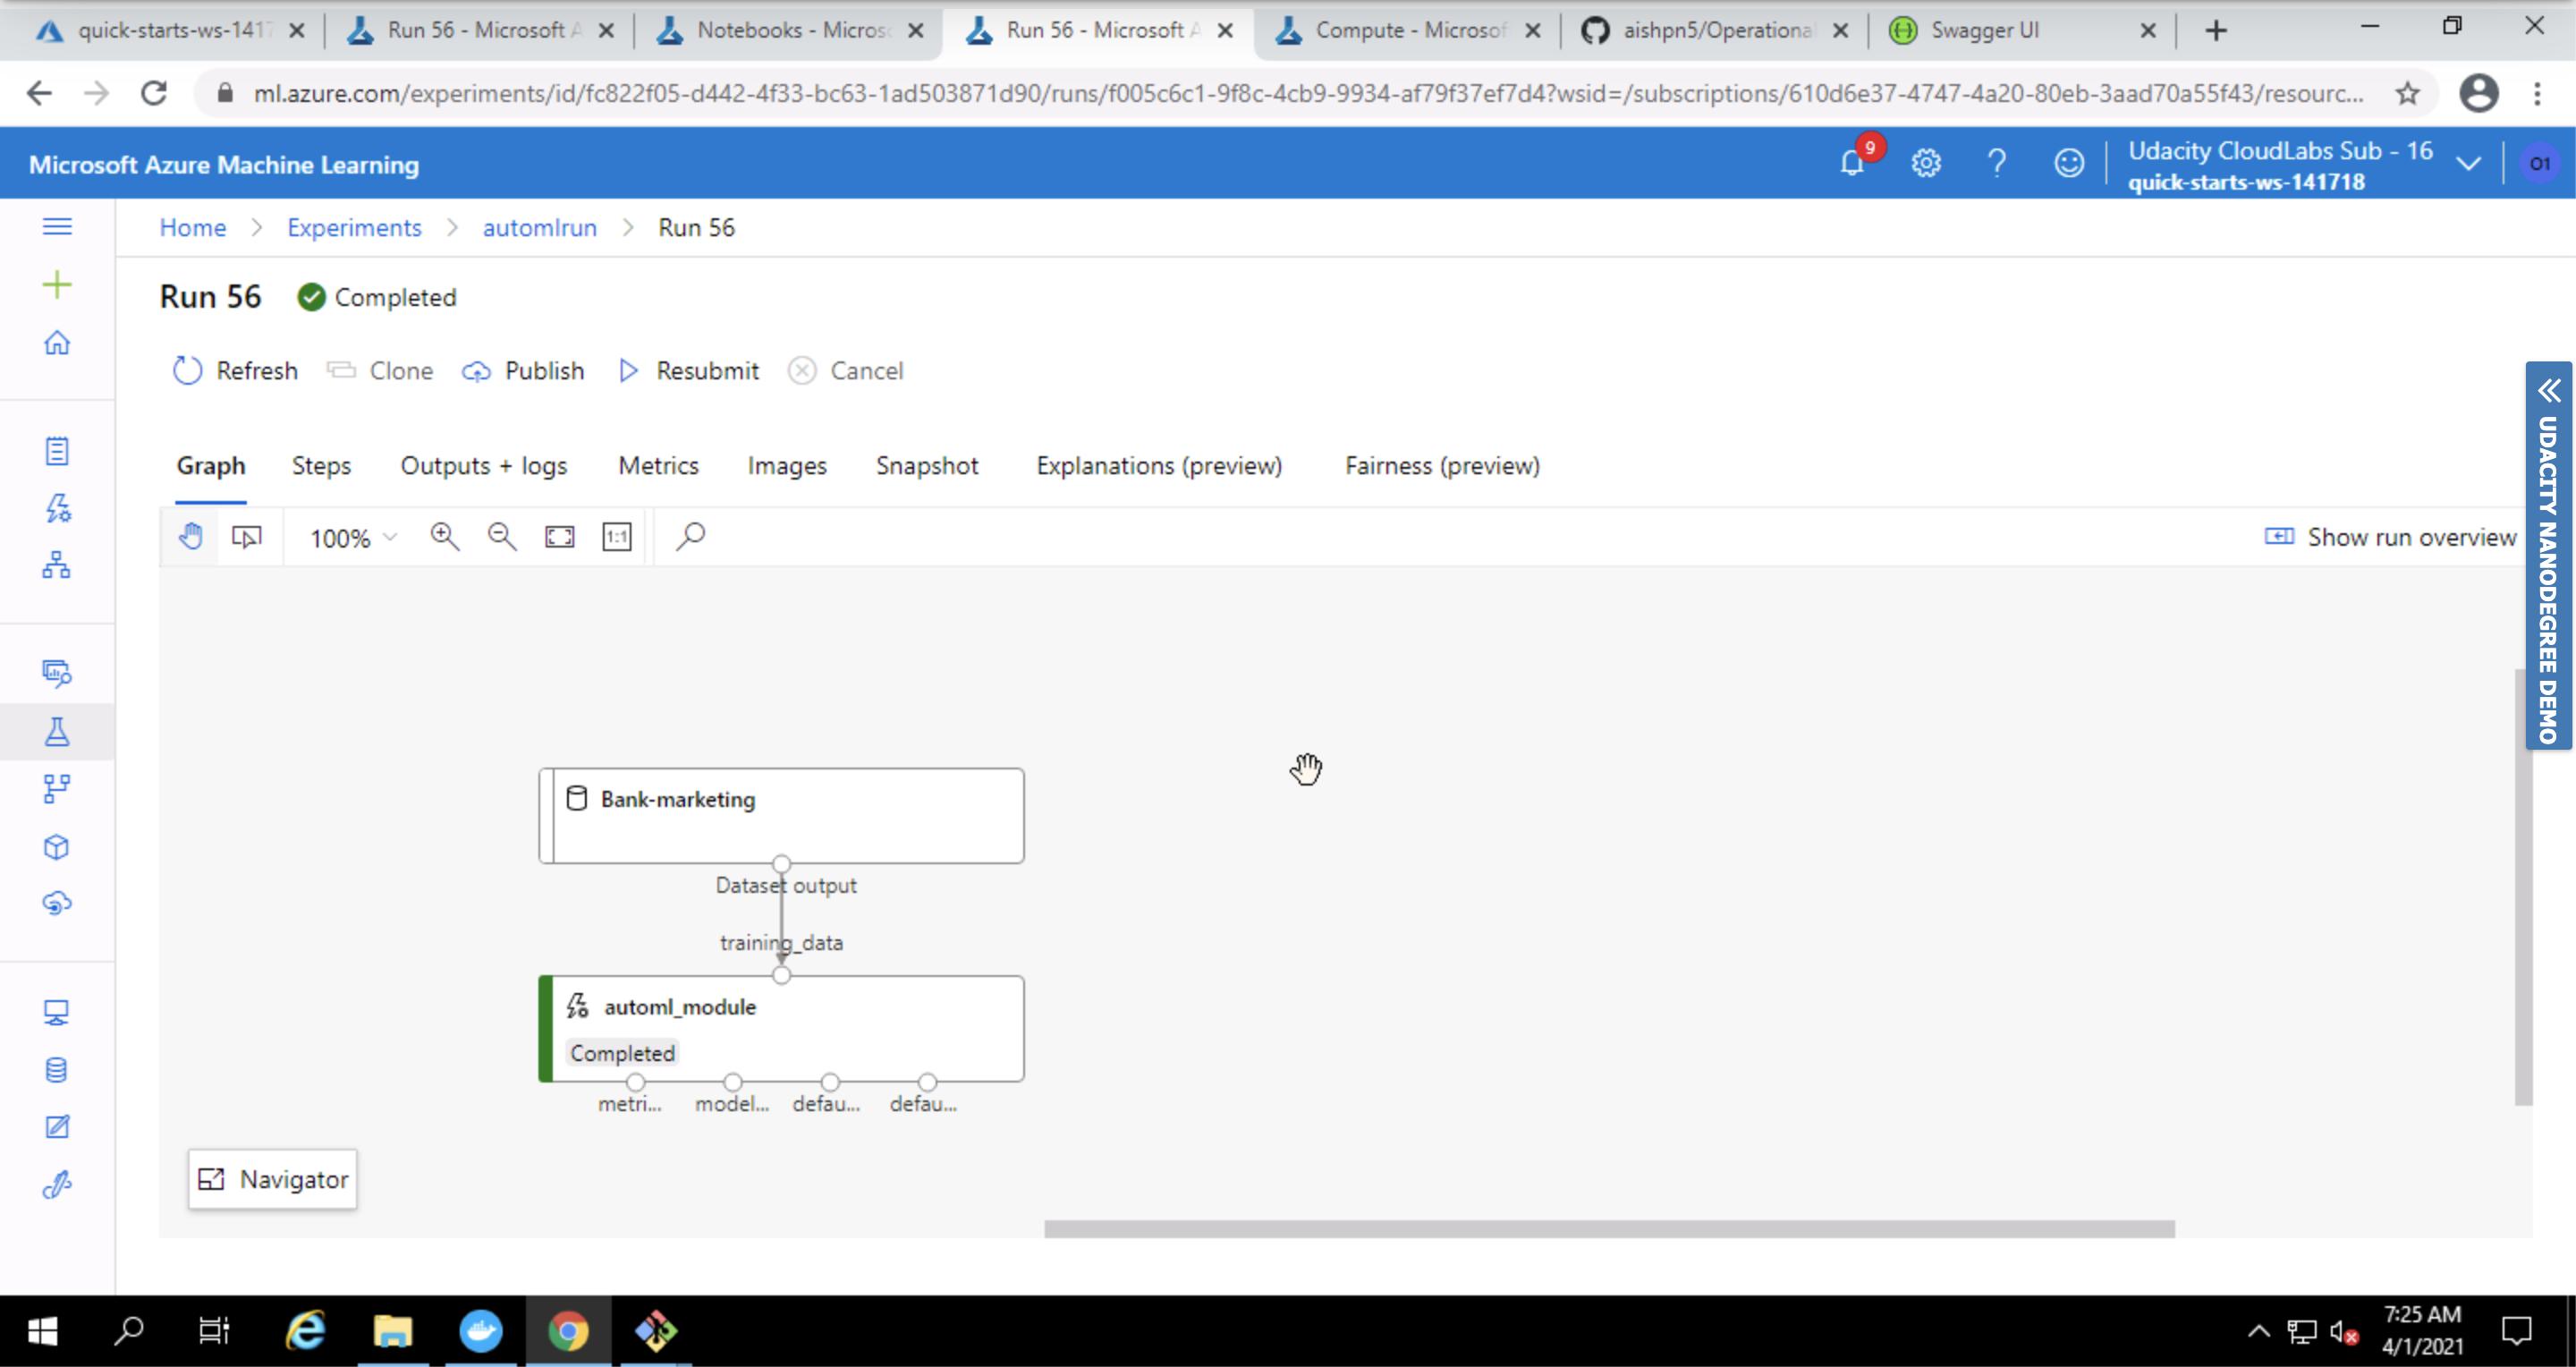 quick-starts-ws-1417
Run 56 - Microsoft A
Notebooks - Micros
Run 56 - Microsoft A
Compute - Microsof
aishpn5/Operational
Swagger UI
ml.azure.com/experiments/id/fc822f05-d442-4f33-bc63-1ad503871d90/runs/f005c6c1-9f8c-4cb9-9934-af79f37ef7d4?wsid=/subscriptions/610d6e37-4747-4a20-80eb-3aad70a55f43/resourc...
Microsoft Azure Machine Learning
9
Udacity CloudLabs Sub - 16
quick-starts-ws-141718
O1
Home > Experiments > automlrun > Run 56
Run 56 Completed
Refresh Clone Publish Resubmit Cancel
Graph Steps Outputs + logs Metrics Images Snapshot Explanations (preview) Fairness (preview)
100% 1:1 Show run overview
UDACITY NANODEGREE DEMO
Bank-marketing
Dataset output
training_data
automl_module
Completed
metri... model... defau... defau...
Navigator
7:25 AM
4/1/2021